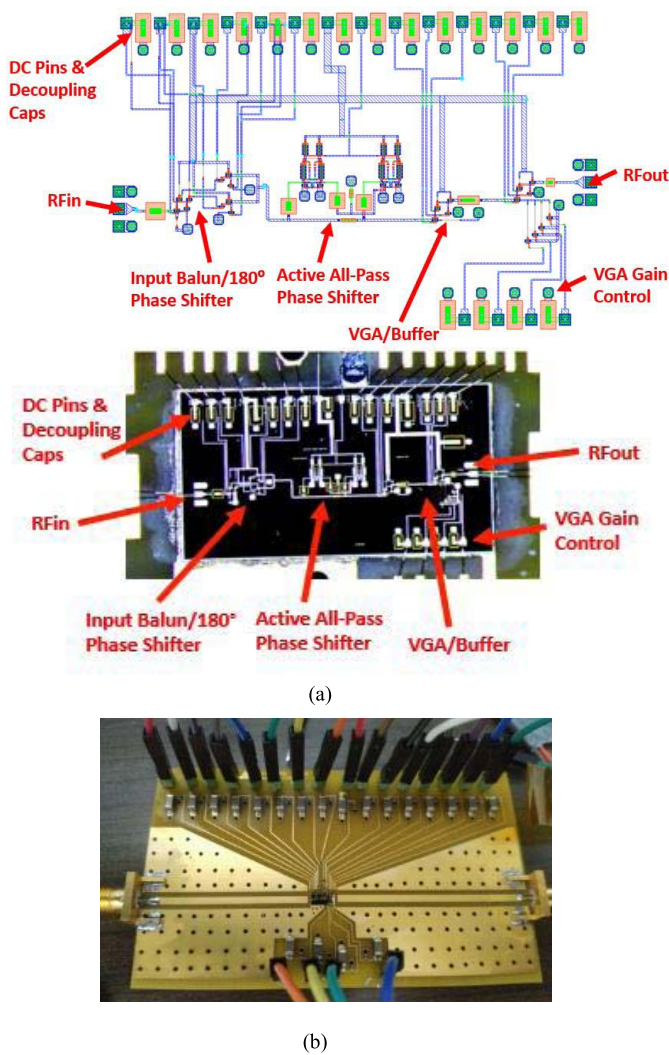 DC Pins &
Decoupling
Caps
RFin
RFout
Input Balun/180º
Phase Shifter
Active All-Pass
Phase Shifter
VGA/Buffer
VGA Gain
Control
DC Pins &
Decoupling
Caps
RFin
RFout
VGA Gain
Control
Input Balun/180°
Phase Shifter
Active All-Pass
Phase Shifter
VGA/Buffer
(a)
(b)